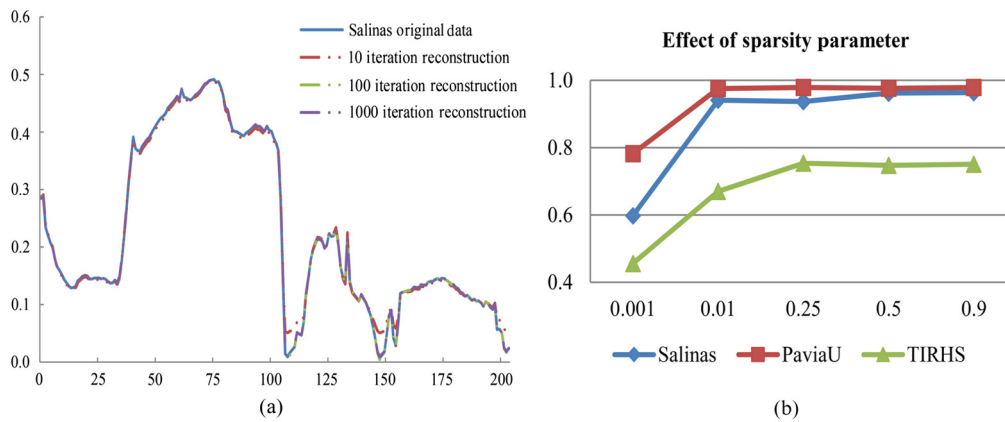 Salinas original data
10 iteration reconstruction
100 iteration reconstruction
1000 iteration reconstruction
0.6
0.5
0.4
0.3
0.2
0.1
0.0
0 25 50 75 100 125 150 175 200
(a)
Effect of sparsity parameter
1.0
0.8
0.6
0.4
0.001 0.01 0.25 0.5 0.9
Salinas PaviaU TIRHS
(b)